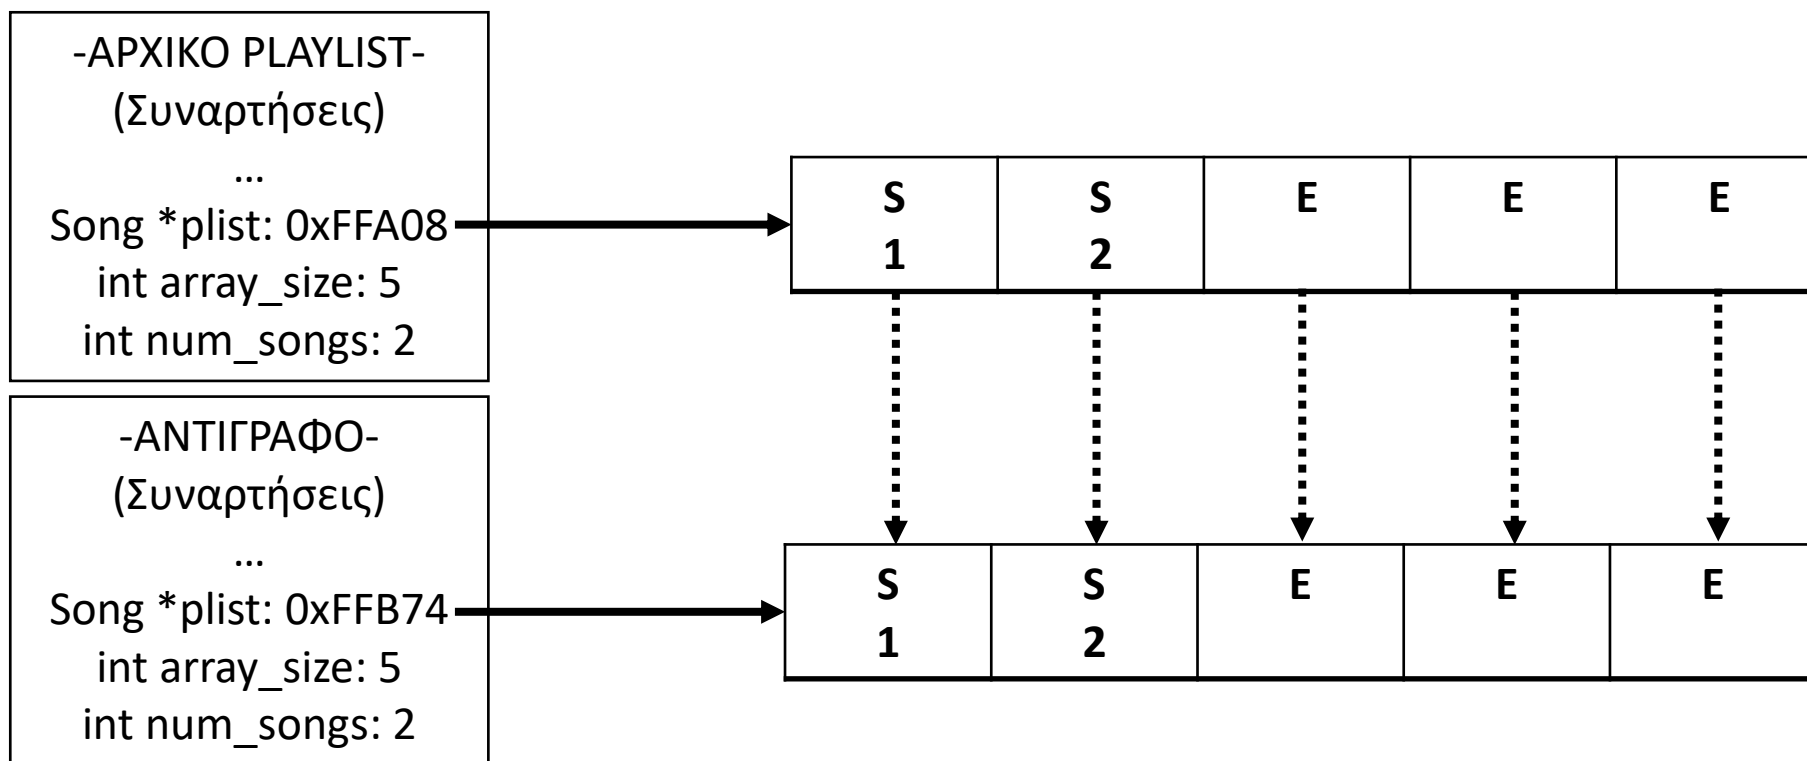 -ΑΡΧΙΚΟ PLAYLIST-
(Συναρτήσεις)
...
Song *plist: 0xFFA08
int array_size: 5
int num_songs: 2
S S E E E
1 2
-ΑΝΤΙΓΡΑΦΟ-
(Συναρτήσεις)
...
Song *plist: 0xFFB74
int array_size: 5
int num_songs: 2
S S E E E
1 2